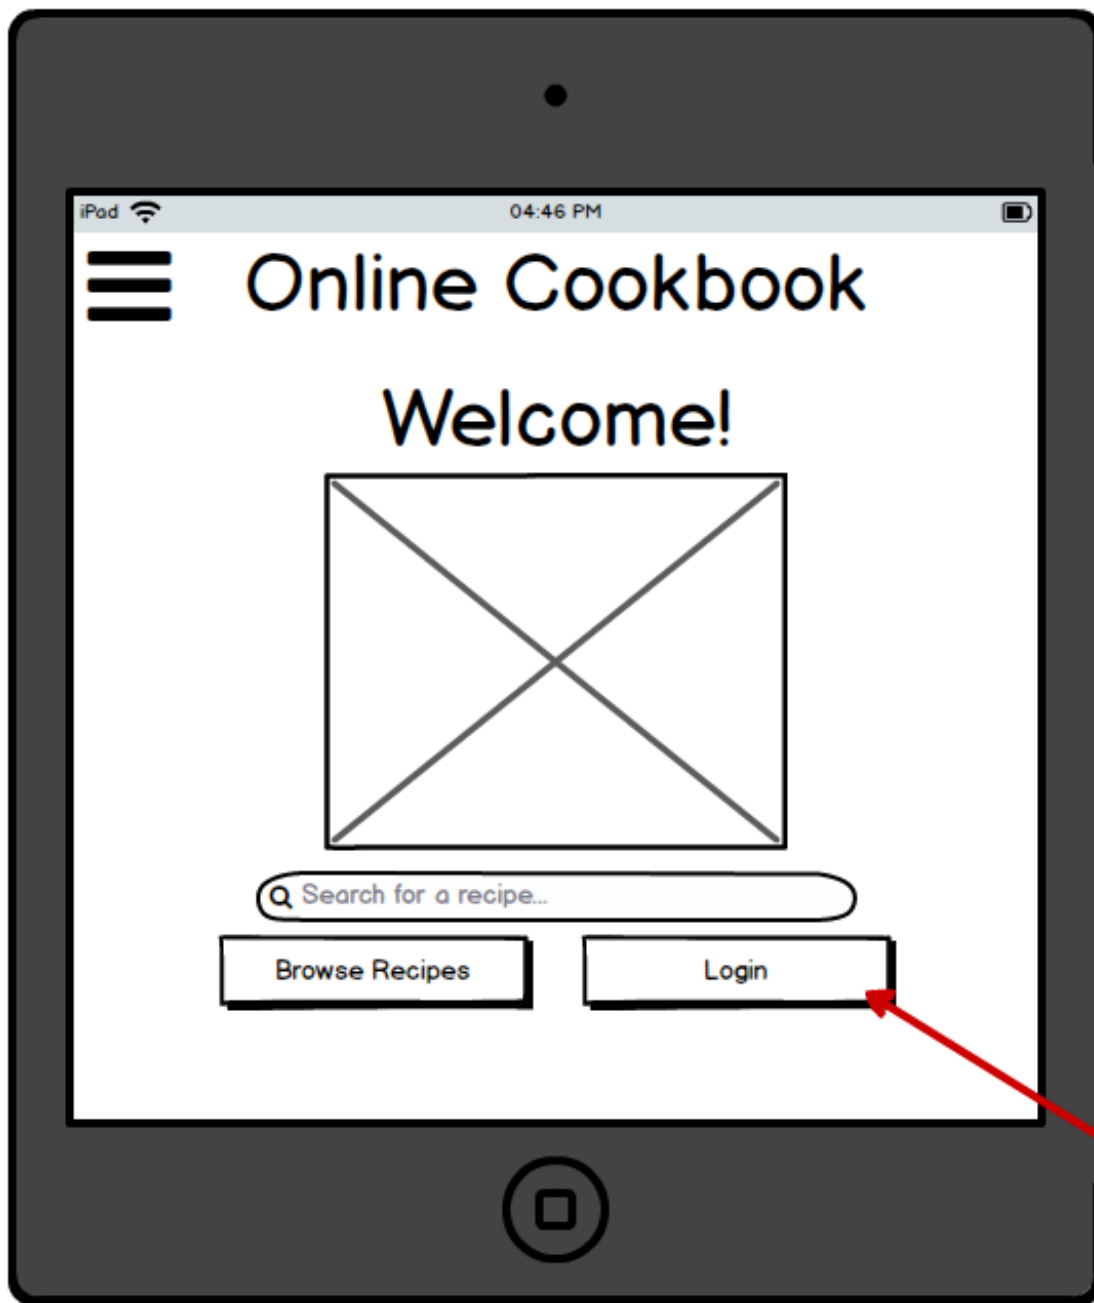 iPad 04:46 PM
Online Cookbook
Welcome!
Search for a recipe...
Browse Recipes Login